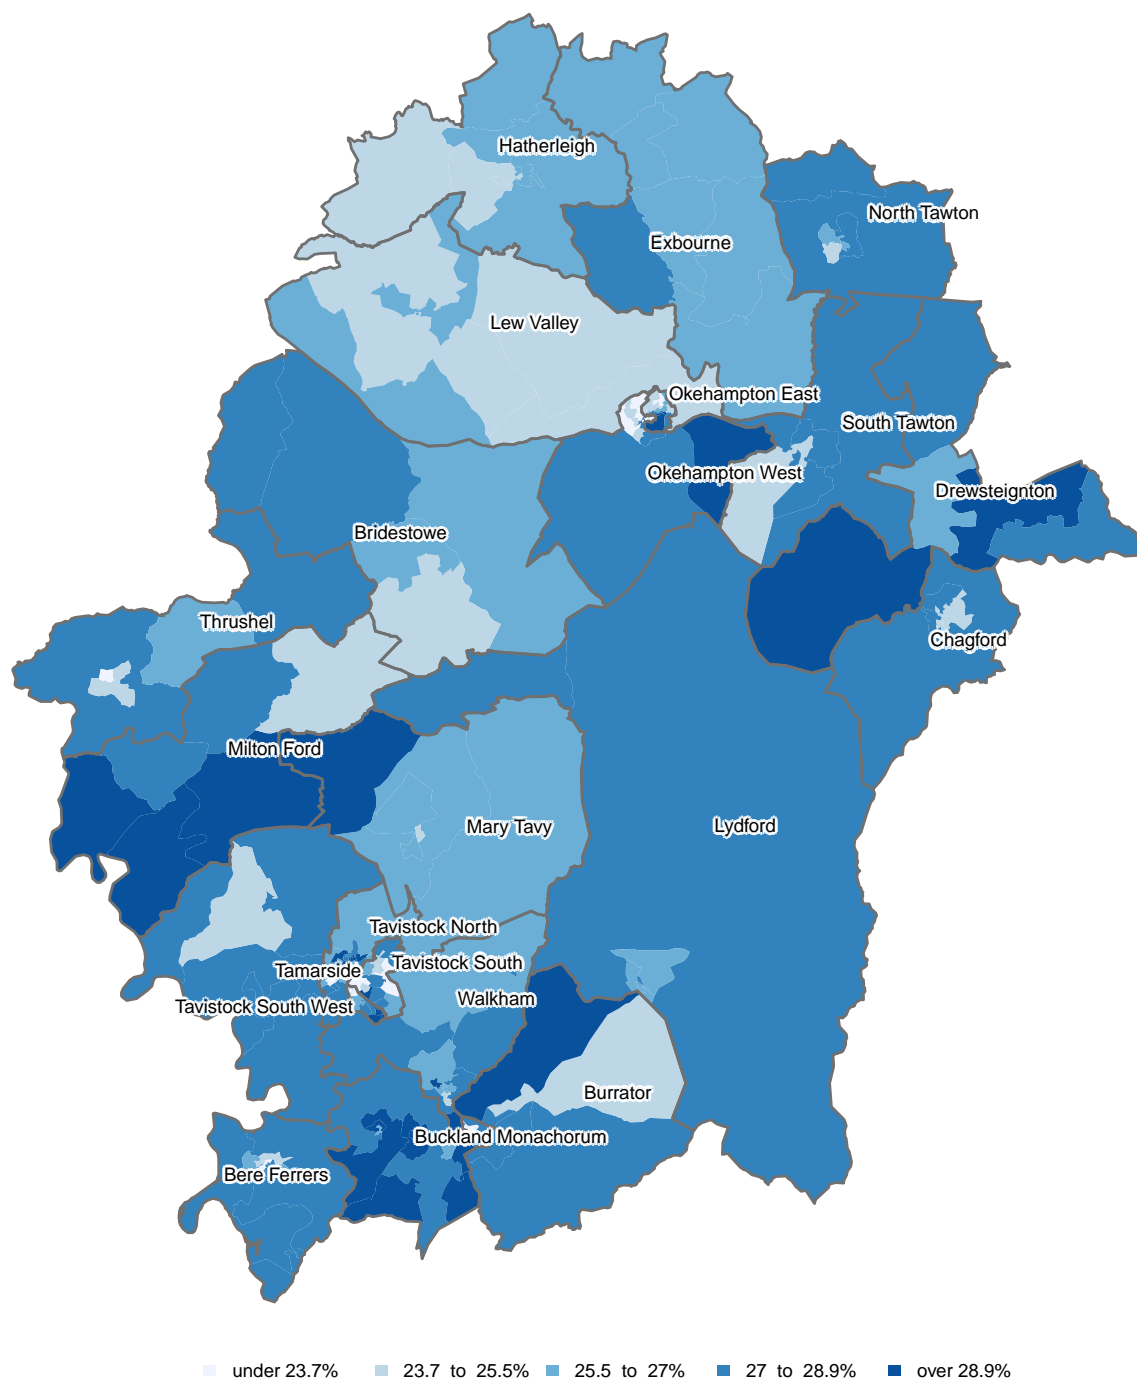 Hatherleigh
North Tawton
Exbourne
Lew Valley
Okehampton East
South Tawton
Okehampton West
Drewsteignton
Bridestowe
Thrushel
Chagford
Milton Ford
Mary Tavy
Lydford
Tavistock North
Tavistock South
Tamarside
Walkham
Tavistock South West
Burrator
Buckland Monachorum
Bere Ferrers
under 23.7% 23.7 to 25.5% 25.5 to 27% 27 to 28.9% over 28.9%